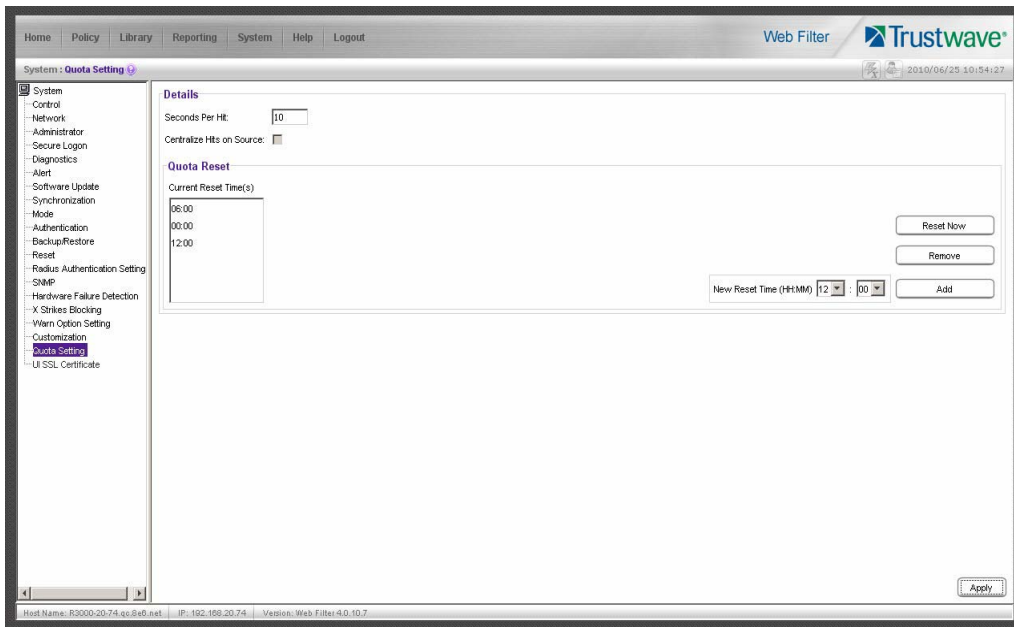 Home Policy Library Reporting System Help Logout Web Filter Trustwave®
System : Quota Setting 2010/06/25 10:54:27
System
Control
Network
Administrator
Secure Logon
Diagnostics
Alert
Software Update
Synchronization
Mode
Authentication
Backup/Restore
Reset
Radius Authentication Setting
SNMP
Hardware Failure Detection
X Strikes Blocking
Warn Option Setting
Customization
Quota Setting
UI SSL Certificate
Details
Seconds Per Hit: 10
Centralize Hits on Source:
Quota Reset
Current Reset Time(s)
06:00
00:00
12:00
Reset Now
Remove
New Reset Time (HH:MM) 12 : 00 Add
Apply
Host Name: R3000-20-74.qc.8e6.net IP: 192.168.20.74 Version: Web Filter 4.0.10.7